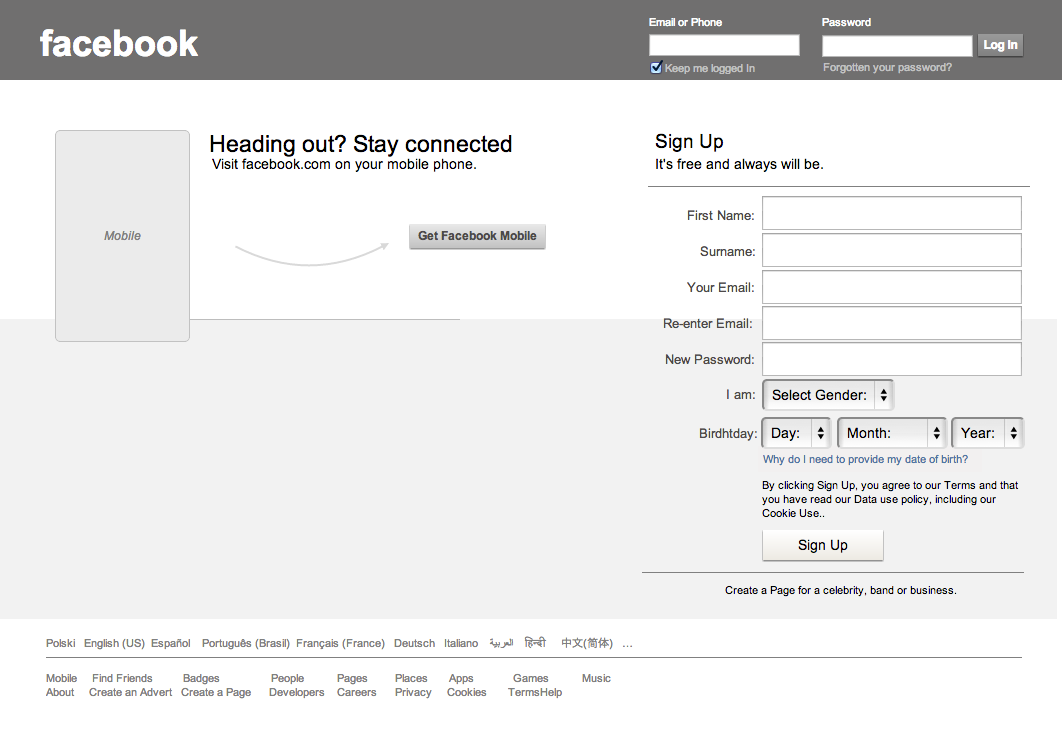 facebook
Email or Phone
Password
Log In
Keep me logged In
Forgotten your password?
Heading out? Stay connected
Visit facebook.com on your mobile phone.
Mobile
Get Facebook Mobile
Sign Up
It's free and always will be.
First Name:
Surname:
Your Email:
Re-enter Email:
New Password:
I am: Select Gender:
Birdhtday: Day: Month: Year:
Why do I need to provide my date of birth?
By clicking Sign Up, you agree to our Terms and that
you have read our Data use policy, including our
Cookie Use..
Sign Up
Create a Page for a celebrity, band or business.
Polski English (US) Español Português (Brasil) Français (France) Deutsch Italiano العربية हिन्दी 中文(简体) ...
Mobile Find Friends Badges People Pages Places Apps Games Music
About Create an Advert Create a Page Developers Careers Privacy Cookies TermsHelp